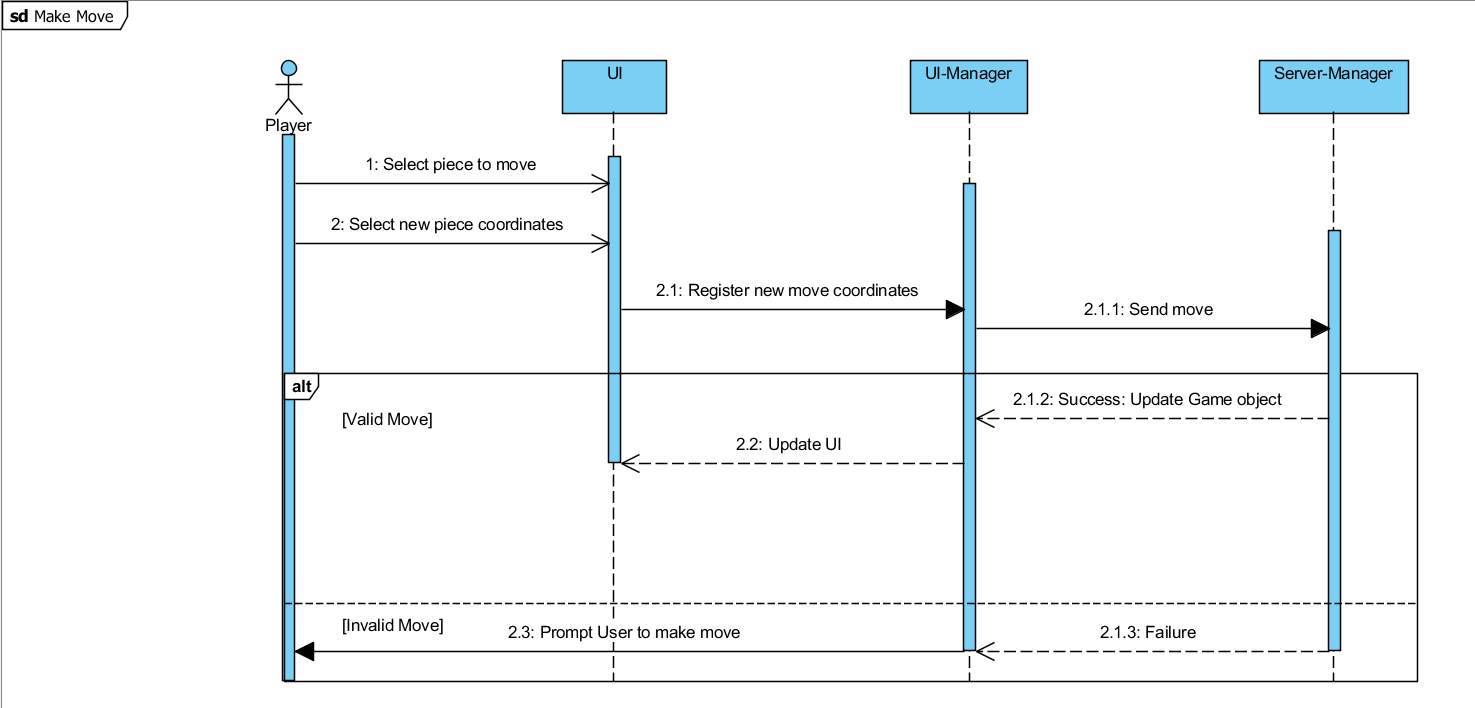 sd Make Move
Player
UI
UI-Manager
Server-Manager
1: Select piece to move
2: Select new piece coordinates
2.1: Register new move coordinates
2.1.1: Send move
alt
[Valid Move]
2.1.2: Success: Update Game object
2.2: Update UI
[Invalid Move]
2.3: Prompt User to make move
2.1.3: Failure